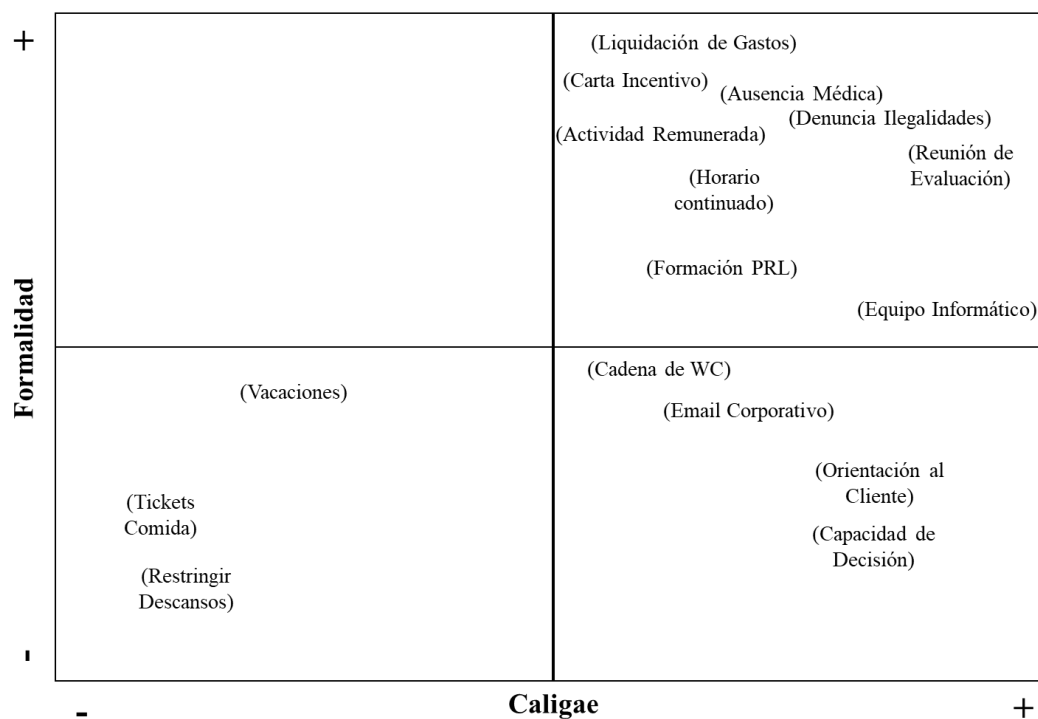 +
(Liquidación de Gastos)
(Carta Incentivo)
(Ausencia Médica)
(Denuncia Ilegalidades)
(Actividad Remunerada)
(Reunión de
Evaluación)
(Horario
continuado)
(Formación PRL)
(Equipo Informático)
Formalidad
(Cadena de WC)
(Vacaciones)
(Email Corporativo)
(Orientación al
Cliente)
(Tickets
Comida)
(Capacidad de
Decisión)
(Restringir
Descansos)
-
-
Caligae
+